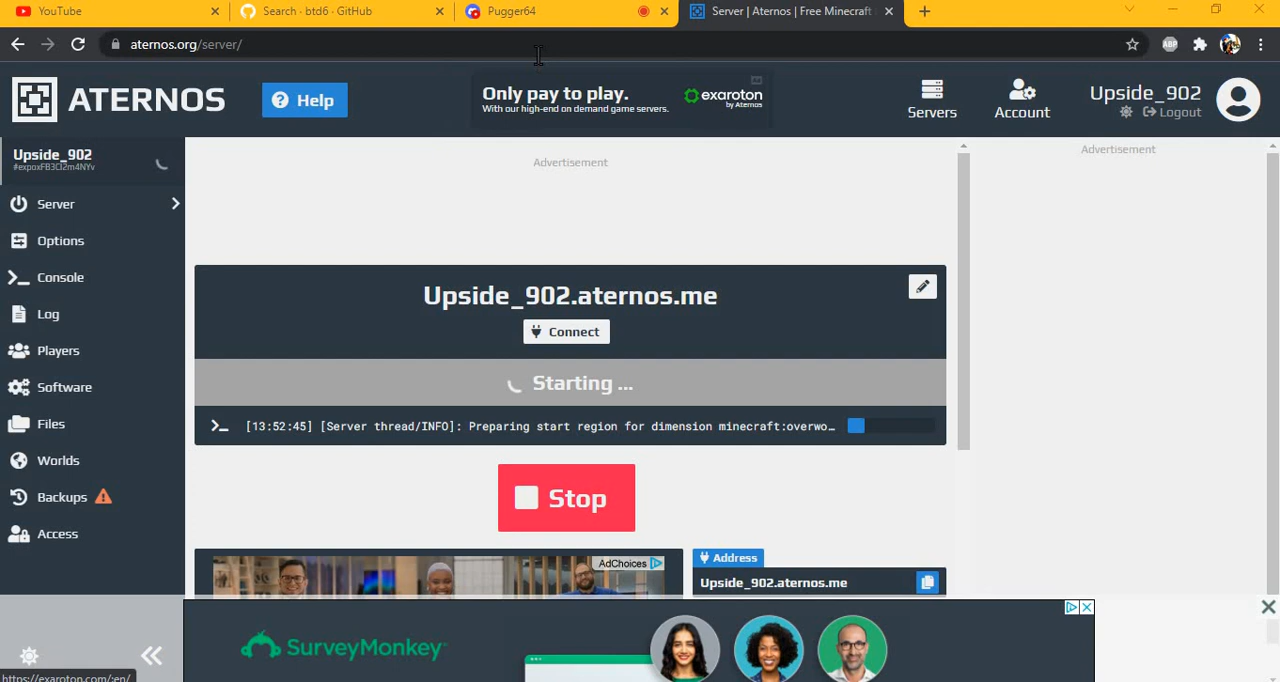 YouTube
Search · btd6 · GitHub
Pugger64
Server | Aternos | Free Minecraft
aternos.org/server/
ABP
ATERNOS
Help
Only pay to play.
With our high-end on demand game servers.
exaroton
by Aternos
Ad
Servers
Account
Upside_902
Logout
Upside_902
Server
Options
Console
Log
Players
Software
Files
Worlds
Backups
Access
Advertisement
Advertisement
Upside_902.aternos.me
Connect
Starting ...
[13:52:45] [Server thread/INFO]: Preparing start region for dimension minecraft:overwo...
Stop
AdChoices
Address
Upside_902.aternos.me
SurveyMonkey
https://exaroton.com/:en/